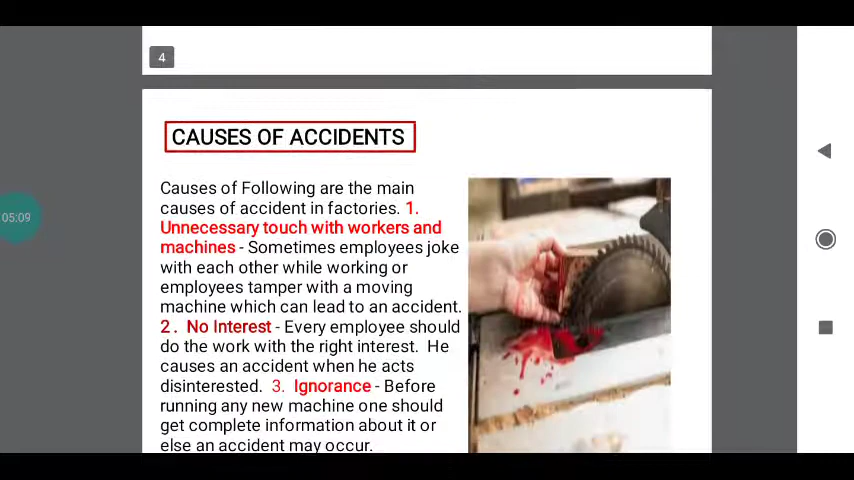 4
CAUSES OF ACCIDENTS
Causes of Following are the main
causes of accident in factories. 1.
Unnecessary touch with workers and
machines - Sometimes employees joke
with each other while working or
employees tamper with a moving
machine which can lead to an accident.
2. No Interest - Every employee should
do the work with the right interest. He
causes an accident when he acts
disinterested. 3. Ignorance - Before
running any new machine one should
get complete information about it or
else an accident may occur.
05:09